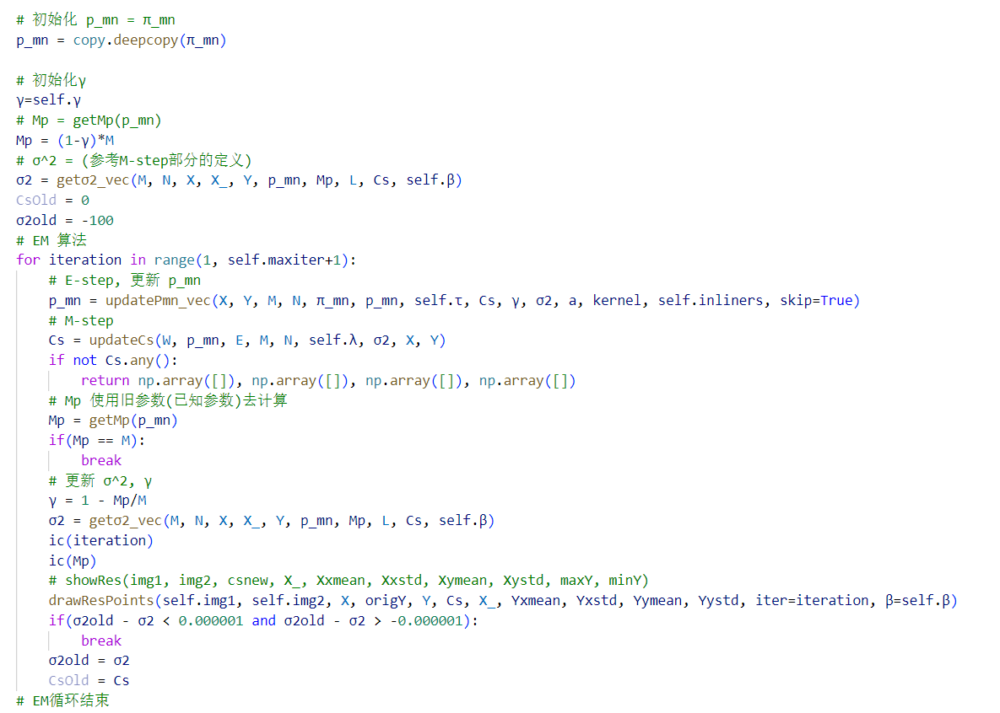 # 初始化 p_mn = π_mn
p_mn = copy.deepcopy(π_mn)
# 初始化γ
γ=self.γ
# Mp = getMp(p_mn)
Mp = (1-γ)*M
# σ^2 = (参考M-step部分的定义)
σ2 = getσ2_vec(M, N, X, X_, Y, p_mn, Mp, L, Cs, self.β)
CsOld = 0
σ2old = -100
# EM 算法
for iteration in range(1, self.maxiter+1):
# E-step, 更新 p_mn
p_mn = updatePmn_vec(X, Y, M, N, π_mn, p_mn, self.τ, Cs, γ, σ2, a, kernel, self.inliners, skip=True)
# M-step
Cs = updateCs(W, p_mn, E, M, N, self.λ, σ2, X, Y)
if not Cs.any():
return np.array([]), np.array([]), np.array([]), np.array([])
# Mp 使用旧参数(已知参数)去计算
Mp = getMp(p_mn)
if(Mp == M):
break
# 更新 σ^2, γ
γ = 1 - Mp/M
σ2 = getσ2_vec(M, N, X, X_, Y, p_mn, Mp, L, Cs, self.β)
ic(iteration)
ic(Mp)
# showRes(img1, img2, csnew, X_, Xxmean, Xxstd, Xymean, Xystd, maxY, minY)
drawResPoints(self.img1, self.img2, X, origY, Y, Cs, X_, Yxmean, Yxstd, Yymean, Yystd, iter=iteration, β=self.β)
if(σ2old - σ2 < 0.000001 and σ2old - σ2 > -0.000001):
break
σ2old = σ2
CsOld = Cs
# EM循环结束